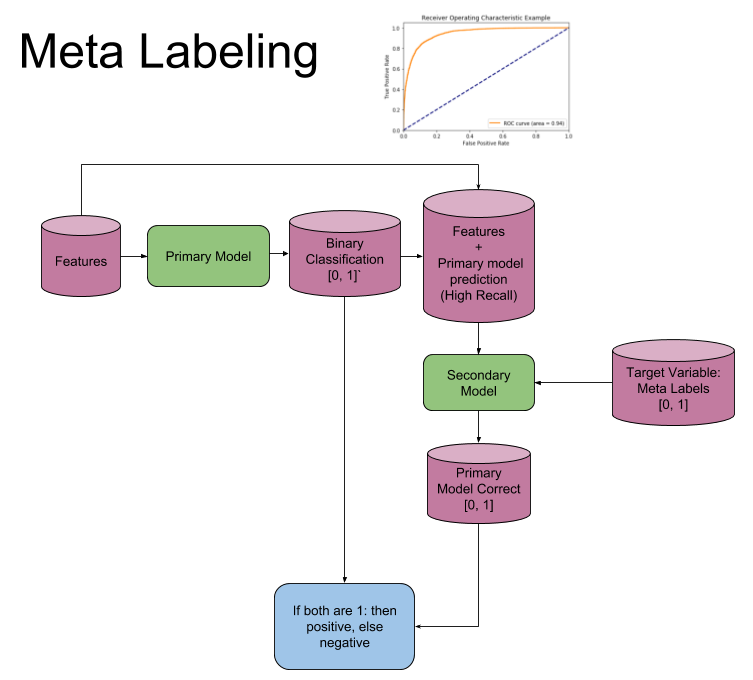 Meta Labeling
Receiver Operating Characteristic Example
1.0
0.8
0.6
0.4
0.2
0.0
True Positive Rate
ROC curve (area = 0.94)
0.0 0.2 0.4 0.6 0.8 1.0
False Positive Rate
Features
Primary Model
Binary
Classification
[0, 1]`
Features
+
Primary model
prediction
(High Recall)
Secondary
Model
Target Variable:
Meta Labels
[0, 1]
Primary
Model Correct
[0, 1]
If both are 1: then
positive, else
negative